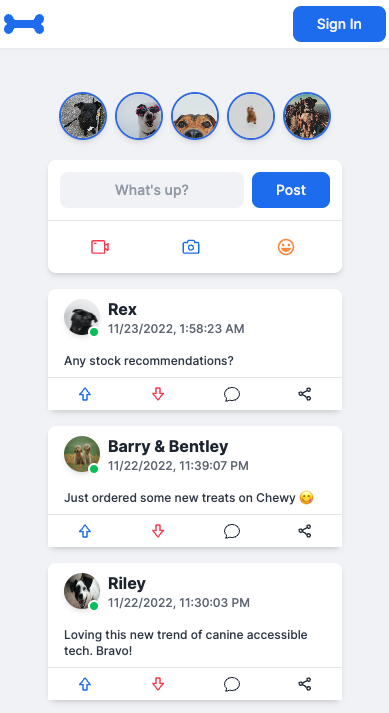 Sign In
What's up?
Post
Rex
11/23/2022, 1:58:23 AM
Any stock recommendations?
Barry & Bentley
11/22/2022, 11:39:07 PM
Just ordered some new treats on Chewy 😋
Riley
11/22/2022, 11:30:03 PM
Loving this new trend of canine accessible
tech. Bravo!